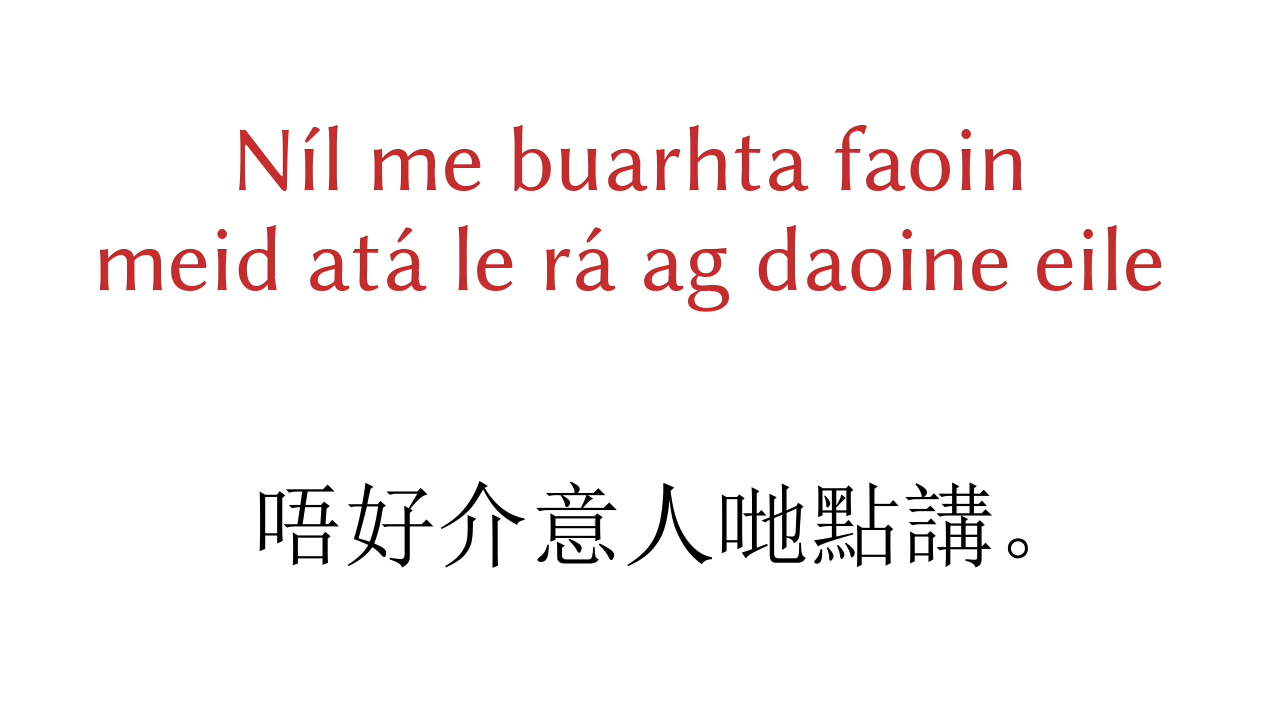 Níl me buarhta faoin
meid atá le rá ag daoine eile
唔好介意人哋點講。